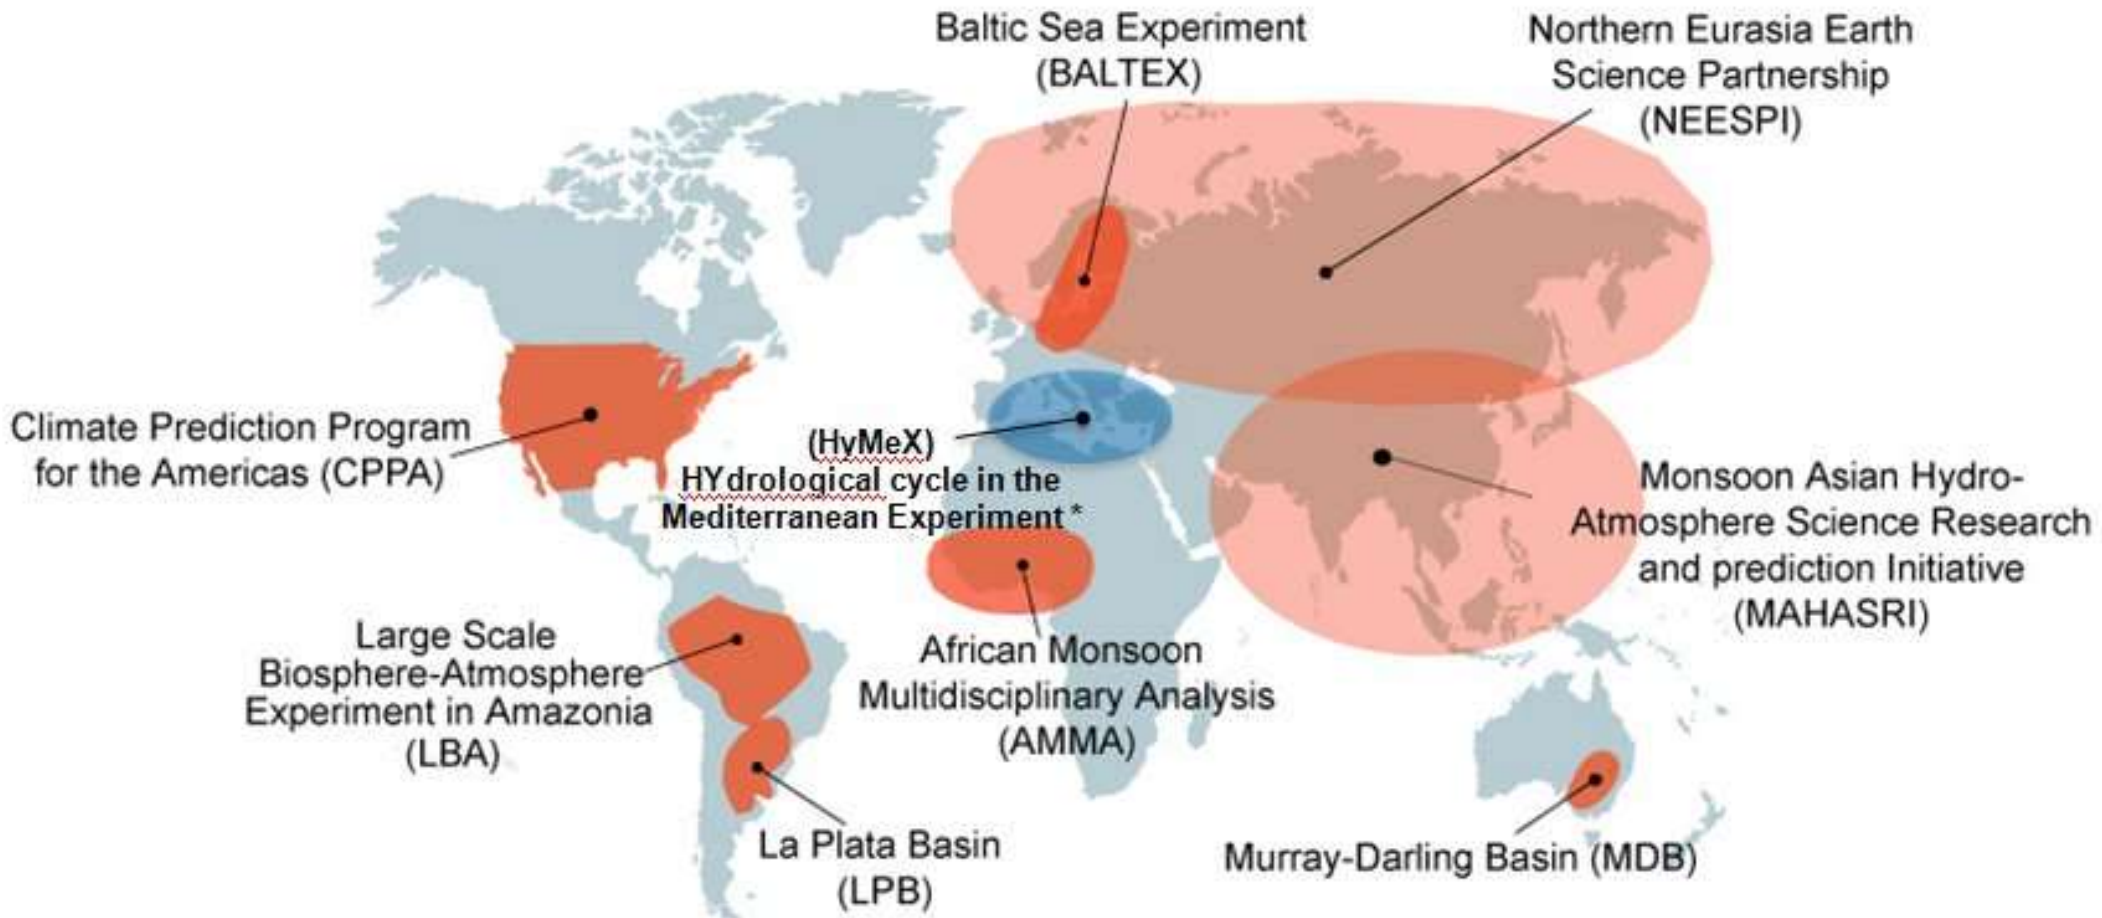 Baltic Sea Experiment
(BALTEX)
Northern Eurasia Earth
Science Partnership
(NEESPI)
Climate Prediction Program
for the Americas (CPPA)
(HyMeX)
HYdrological cycle in the
Mediterranean Experiment *
Monsoon Asian Hydro-
Atmosphere Science Research
and prediction Initiative
(MAHASRI)
Large Scale
Biosphere-Atmosphere
Experiment in Amazonia
(LBA)
African Monsoon
Multidisciplinary Analysis
(AMMA)
La Plata Basin
(LPB)
Murray-Darling Basin (MDB)